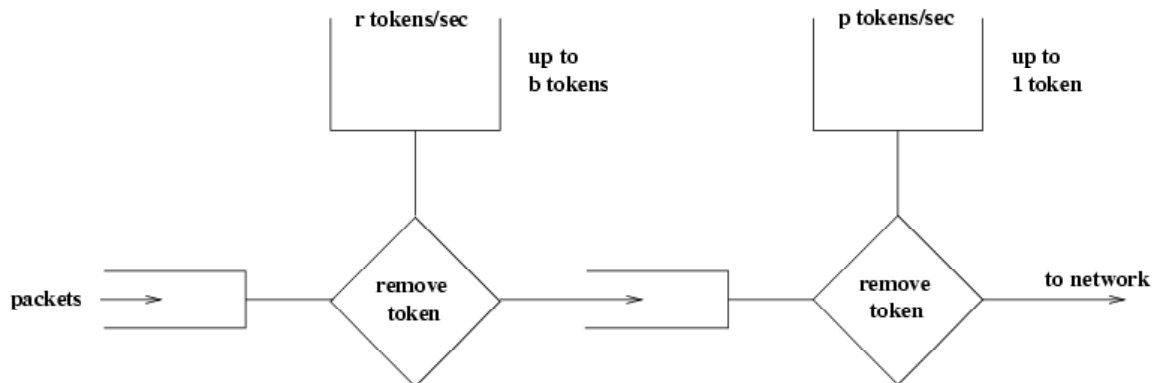 r tokens/sec
up to
b tokens
p tokens/sec
up to
1 token
packets
remove
token
remove
token
to network